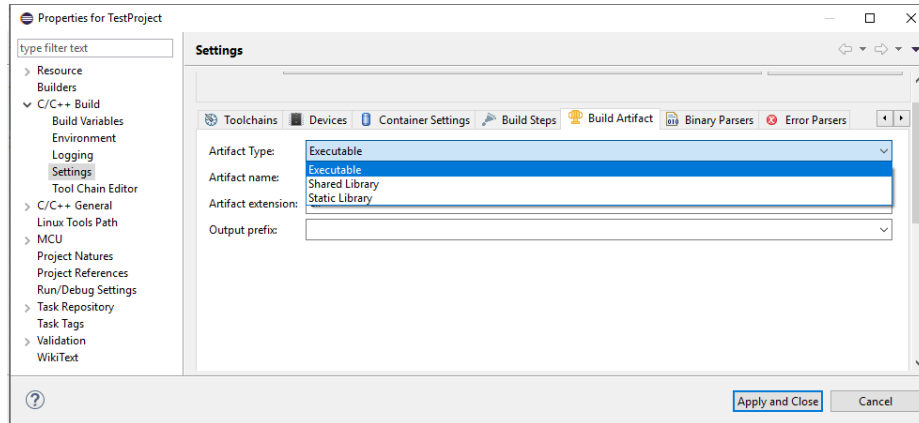 Properties for TestProject
type filter text
Resource
Builders
C/C++ Build
Build Variables
Environment
Logging
Settings
Tool Chain Editor
C/C++ General
Linux Tools Path
MCU
Project Natures
Project References
Run/Debug Settings
Task Repository
Task Tags
Validation
WikiText
Settings
Toolchains Devices Container Settings Build Steps Build Artifact Binary Parsers Error Parsers
Artifact Type: Executable
Executable
Artifact name:
Shared Library
Static Library
Artifact extension:
Output prefix:
Apply and Close Cancel